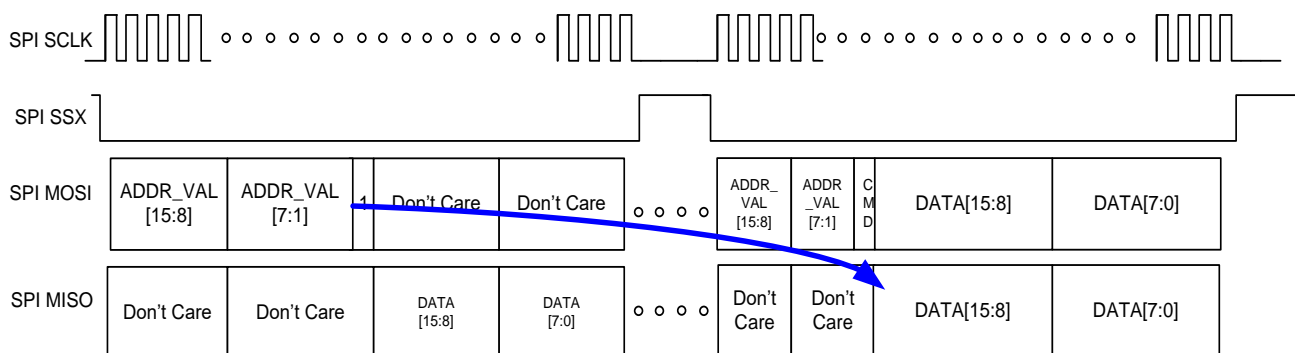 SPI SCLK
SPI SSX
SPI MOSI
ADDR_VAL
[15:8]
ADDR_VAL
[7:1]
1
Don't Care
Don't Care
ADDR_
VAL
[15:8]
ADDR
_VAL
[7:1]
C
M
D
DATA[15:8]
DATA[7:0]
SPI MISO
Don't Care
Don't Care
DATA
[15:8]
DATA
[7:0]
Don't
Care
Don't
Care
DATA[15:8]
DATA[7:0]